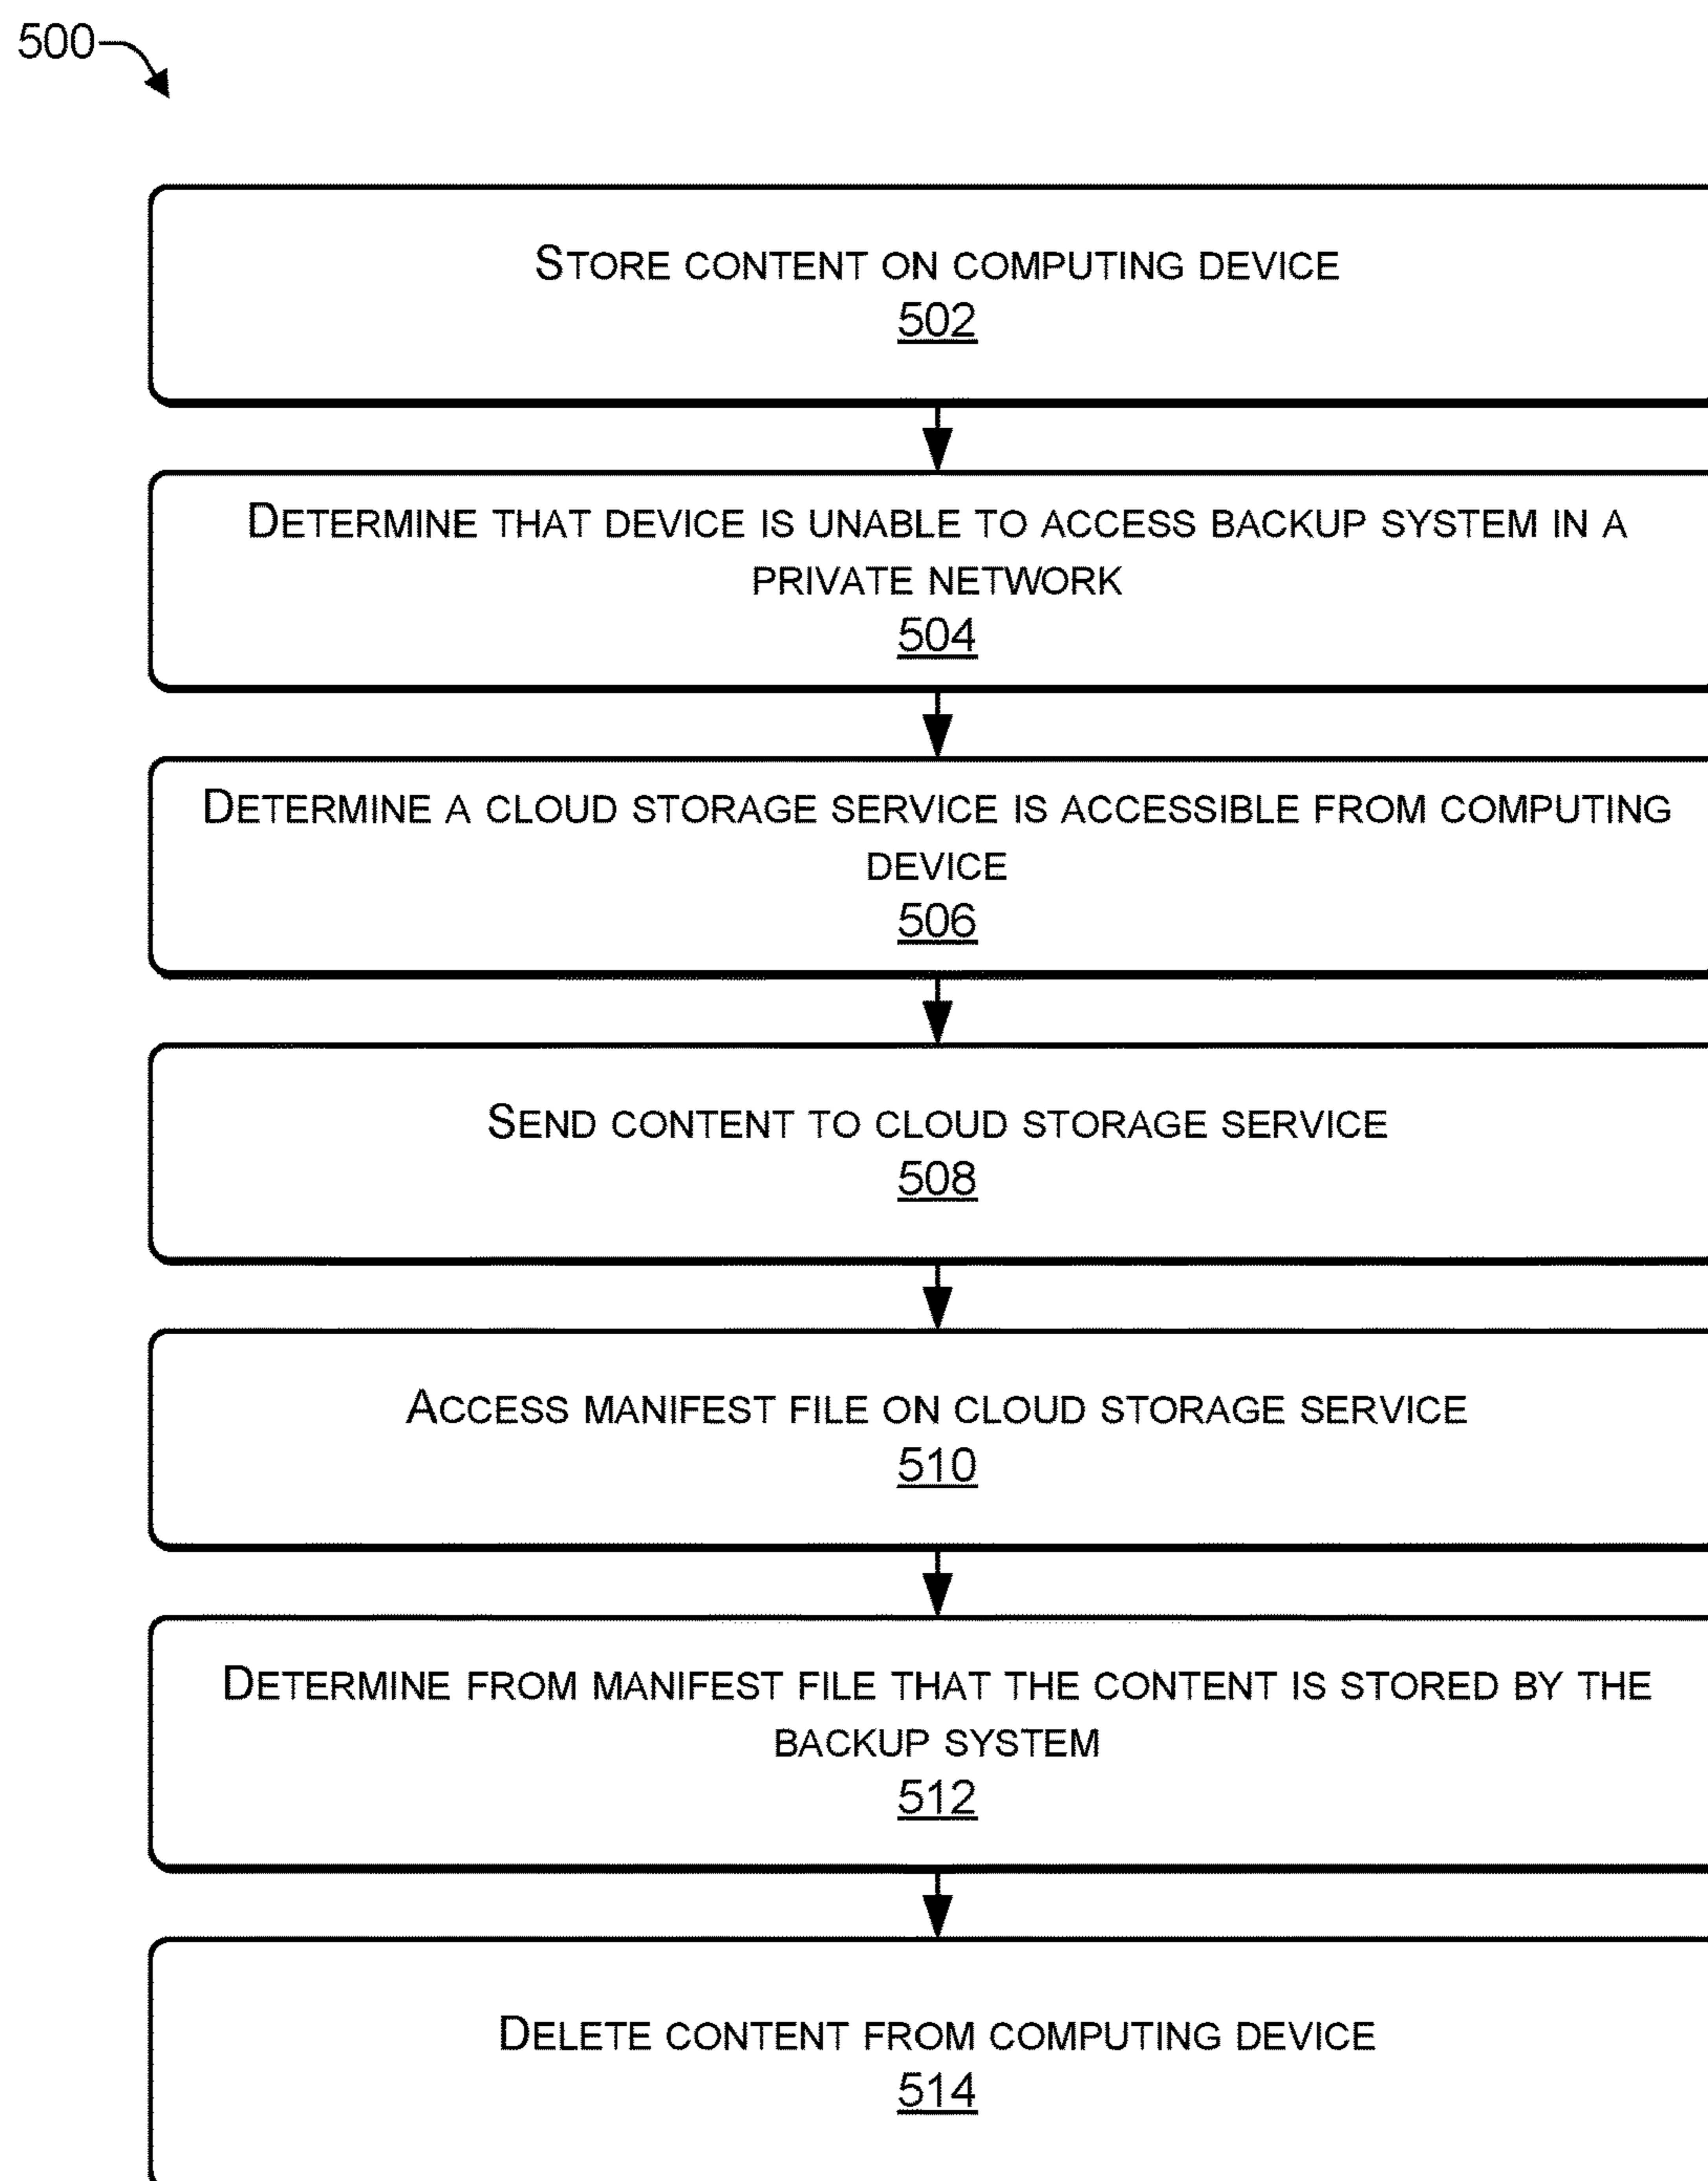 500
STORE CONTENT ON COMPUTING DEVICE
502
DETERMINE THAT DEVICE IS UNABLE TO ACCESS BACKUP SYSTEM IN A
PRIVATE NETWORK
504
DETERMINE A CLOUD STORAGE SERVICE IS ACCESSIBLE FROM COMPUTING
DEVICE
506
SEND CONTENT TO CLOUD STORAGE SERVICE
508
ACCESS MANIFEST FILE ON CLOUD STORAGE SERVICE
510
DETERMINE FROM MANIFEST FILE THAT THE CONTENT IS STORED BY THE
BACKUP SYSTEM
512
DELETE CONTENT FROM COMPUTING DEVICE
514